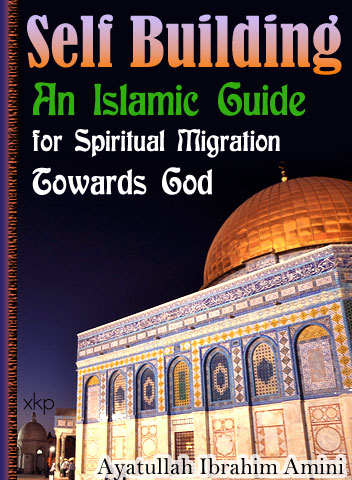 Self Building
An Islamic Guide
for Spiritual Migration
Towards God
xkp
Ayatullah Ibrahim Amini